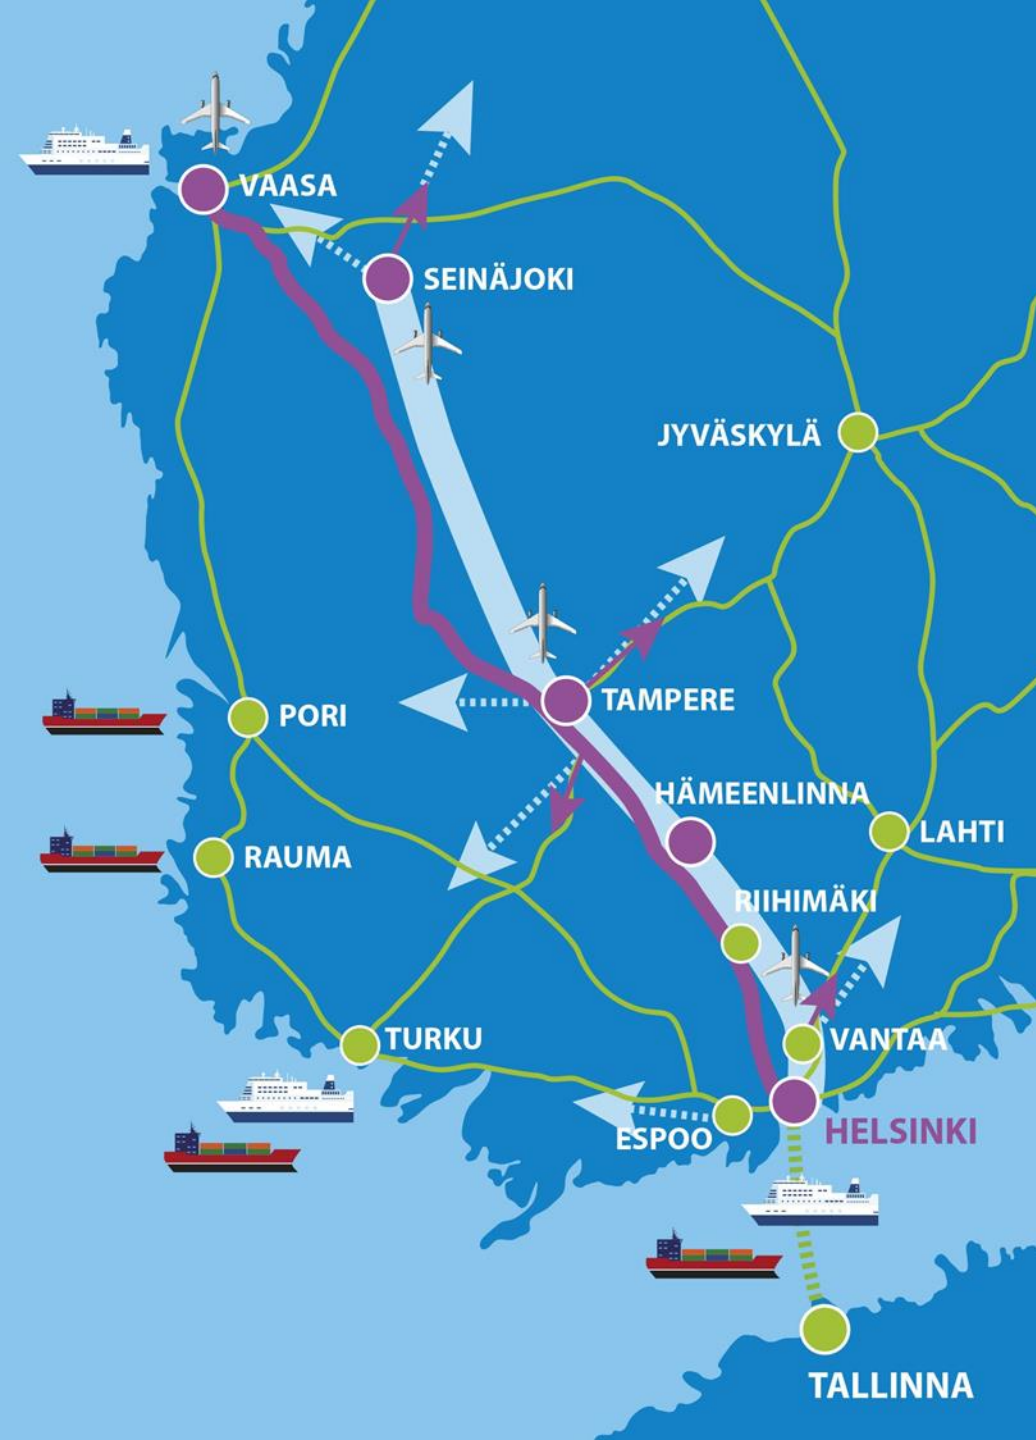 VAASA
SEINÄJOKI
JYVÄSKYLÄ
TAMPERE
PORI
HÄMEENLINNA
LAHTI
RAUMA
RIIHIMÄKI
TURKU
VANTAA
ESPOO
HELSINKI
TALLINNA